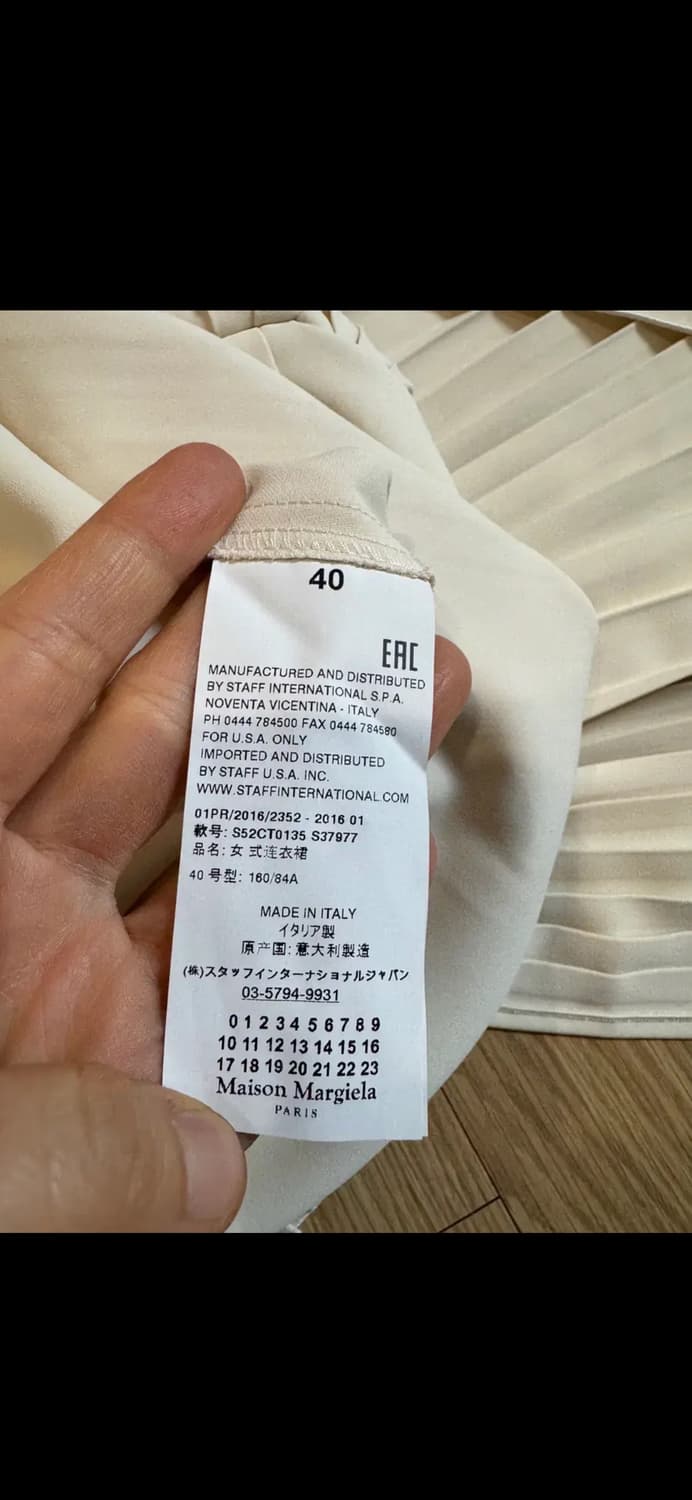 40
EAC
MANUFACTURED AND DISTRIBUTED
BY STAFF INTERNATIONAL S.P.A.
NOVENTA VICENTINA - ITALY
PH 0444 784500 FAX 0444 784580
FOR U.S.A. ONLY
IMPORTED AND DISTRIBUTED
BY STAFF U.S.A. INC.
WWW.STAFFINTERNATIONAL.COM
01PR/2016/2352 - 2016 01
款号: S52CT0135 S37977
品名: 女 式连衣裙
40 号型: 160/84A
MADE IN ITALY
イタリア製
原产国: 意大利製造
(株)スタッフインターナショナルジャパン
03-5794-9931
0 1 2 3 4 5 6 7 8 9
10 11 12 13 14 15 16
17 18 19 20 21 22 23
Maison Margiela
PARIS